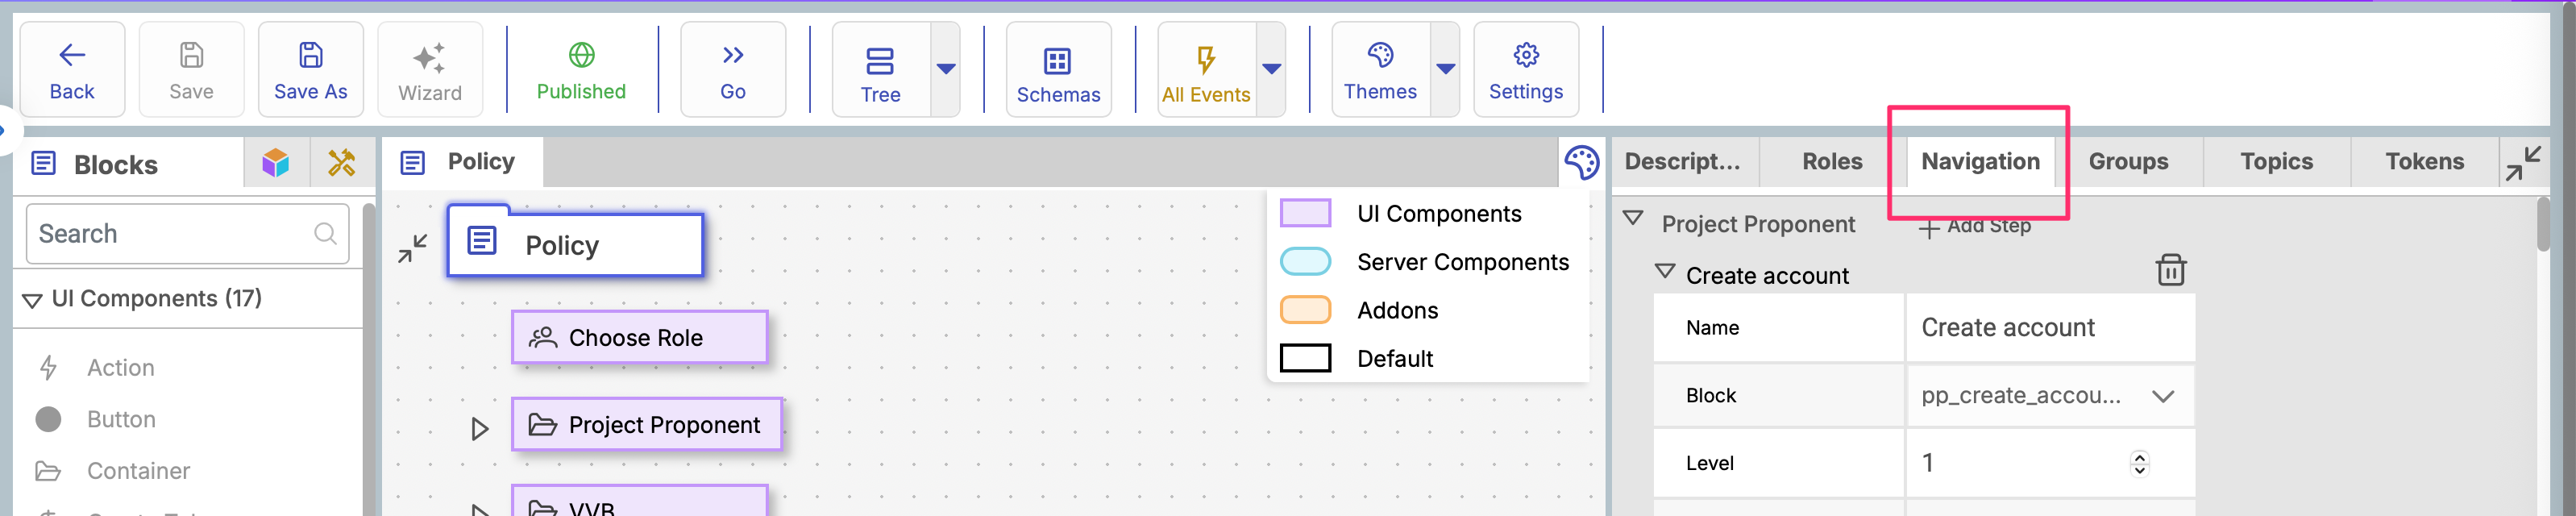 Back
Save
Save As
Wizard
Published
Go
Tree
Schemas
All Events
Themes
Settings
Blocks
Search
UI Components (17)
Action
Button
Container
Policy
Policy
Choose Role
Project Proponent
VVB
UI Components
Server Components
Addons
Default
Descript...
Roles
Navigation
Groups
Topics
Tokens
Project Proponent
Add Step
Create account
Name
Create account
Block
pp_create_accou...
Level
1